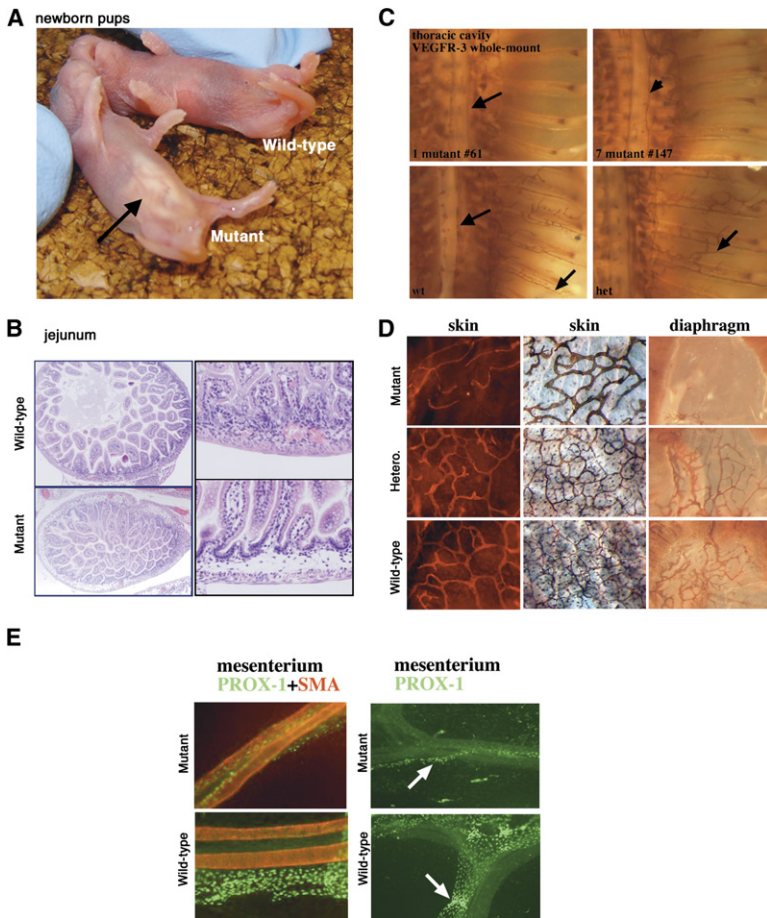 A
newborn pups
Wild-type
Mutant
B
jejunum
Wild-type
Mutant
C
thoracic cavity
VEGFR-3 whole-mount
1 mutant #61
7 mutant #147
wt
het
D
skin
skin
diaphragm
Mutant
Hetero.
Wild-type
E
mesenterium
PROX-1+SMA
mesenterium
PROX-1
Mutant
Wild-type
Mutant
Wild-type